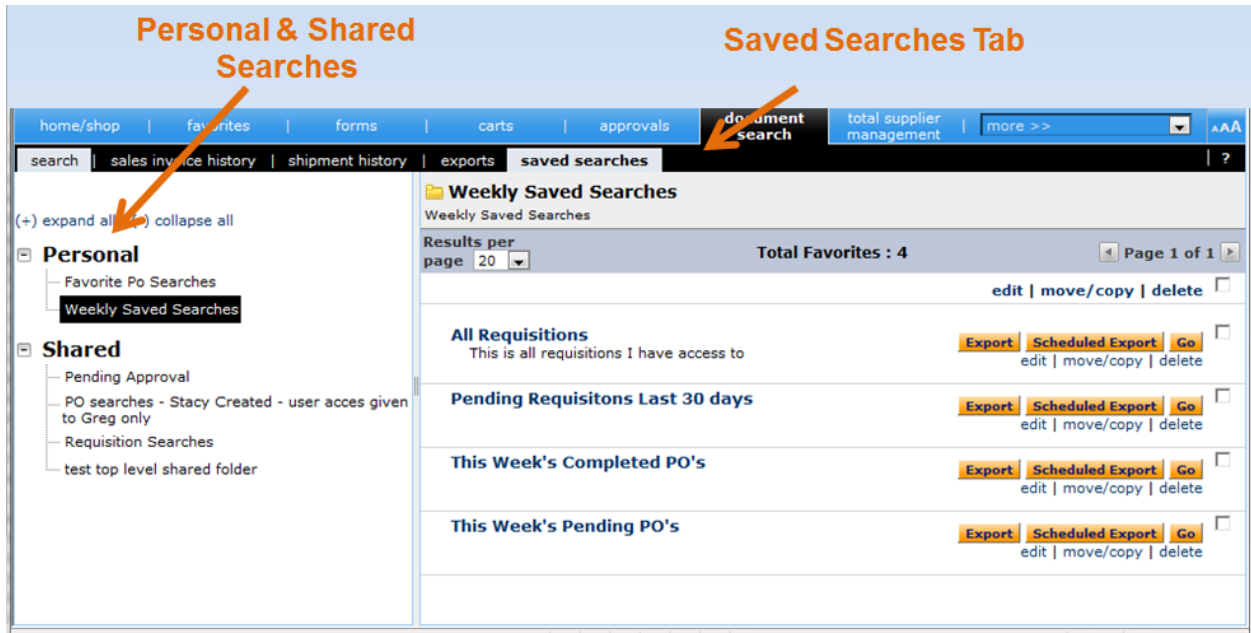 Personal & Shared
Searches
Saved Searches Tab
home/shop | favorites | forms | carts | approvals
document
search
total supplier
management
| more >>
AAA
search | sales invoice history | shipment history | exports saved searches | ?
(+) expand all (-) collapse all
Personal
Favorite Po Searches
Weekly Saved Searches
Shared
Pending Approval
PO searches - Stacy Created - user acces given
to Greg only
Requisition Searches
test top level shared folder
Weekly Saved Searches
Weekly Saved Searches
Results per
page 20
Total Favorites : 4
Page 1 of 1
edit | move/copy | delete
All Requisitions
This is all requisitions I have access to
Export Scheduled Export Go
edit | move/copy | delete
Pending Requisitons Last 30 days
Export Scheduled Export Go
edit | move/copy | delete
This Week's Completed PO's
Export Scheduled Export Go
edit | move/copy | delete
This Week's Pending PO's
Export Scheduled Export Go
edit | move/copy | delete